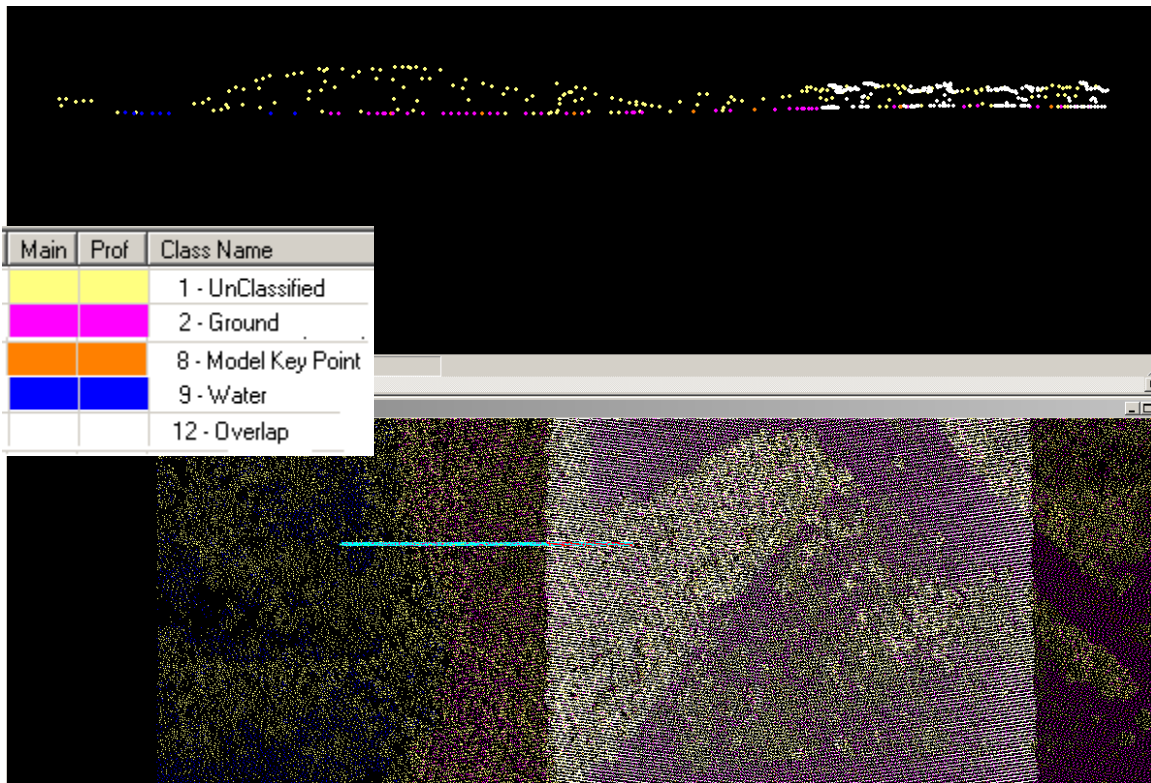 Main Prof Class Name
1 - UnClassified
2 - Ground
8 - Model Key Point
9 - Water
12 - Overlap